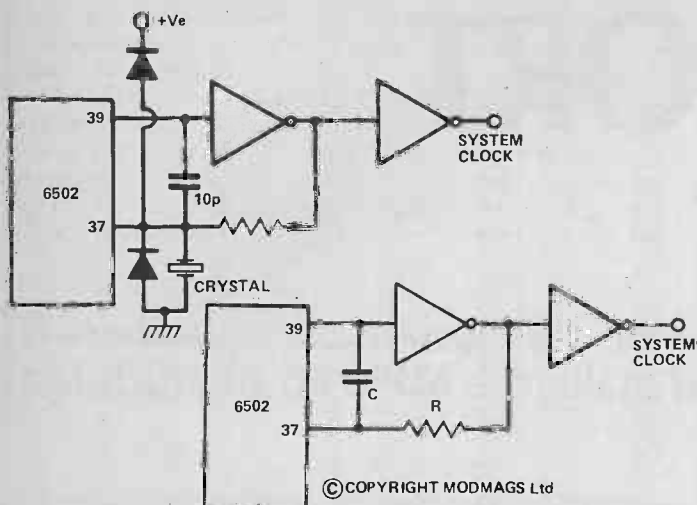 +Ve
39
6502
10p
37
SYSTEM
CLOCK
CRYSTAL
39
6502
C
37
R
SYSTEM
CLOCK
©COPYRIGHT MODMAGS Ltd